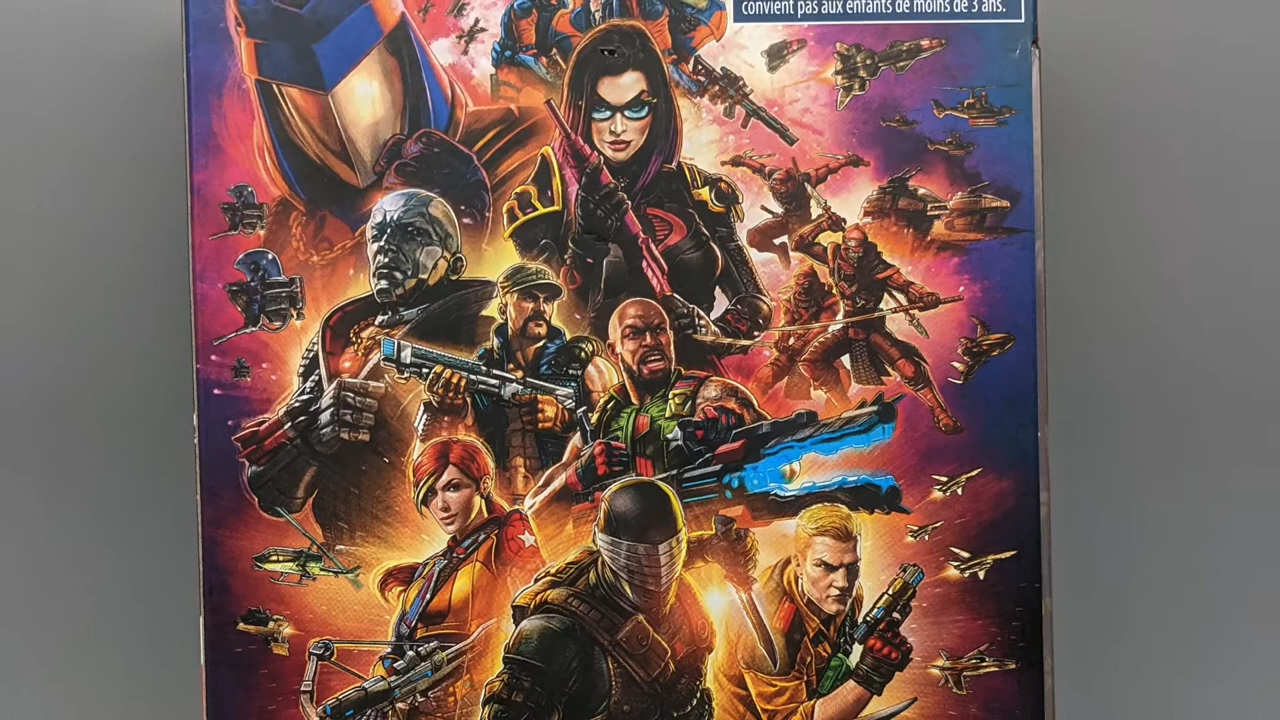 convient pas aux enfants de moins de 3 ans.